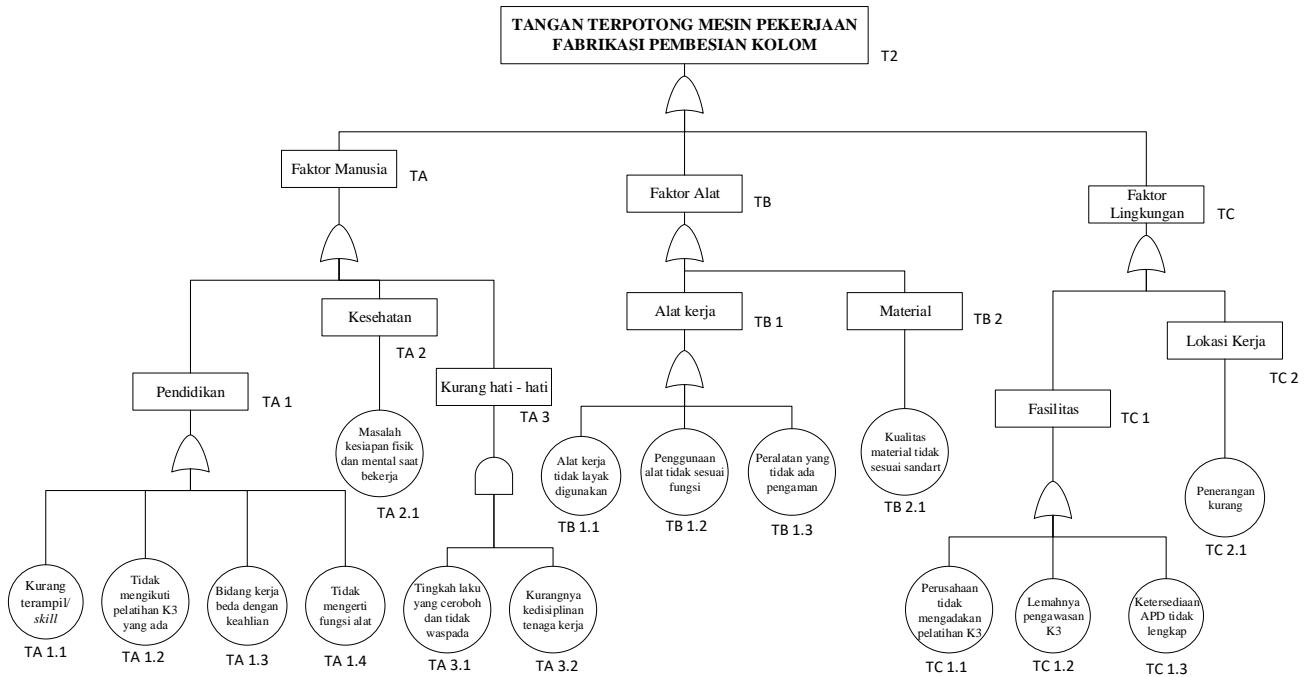 TANGAN TERPOTONG MESIN PEKERJAAN
FABRIKASI PEMBESIAN KOLOM
T2
Faktor Manusia
TA
Faktor Alat
TB
Faktor
Lingkungan
TC
Kesehatan
TA 2
Alat kerja
TB 1
Material
TB 2
Lokasi Kerja
TC 2
Pendidikan
TA 1
Kurang hati - hati
TA 3
Fasilitas
TC 1
Masalah
kesiapan fisik
dan mental saat
bekerja
TA 2.1
Alat kerja
tidak layak
digunakan
TB 1.1
Penggunaan
alat tidak sesuai
fungsi
TB 1.2
Peralatan yang
tidak ada
pengaman
TB 1.3
Kualitas
material tidak
sesuai sandart
TB 2.1
Penerangan
kurang
TC 2.1
Kurang
terampil/
skill
TA 1.1
Tidak
mengikuti
pelatihan K3
yang ada
TA 1.2
Bidang kerja
beda dengan
keahlian
TA 1.3
Tidak
mengerti
fungsi alat
TA 1.4
Tingkah laku
yang ceroboh
dan tidak
waspada
TA 3.1
Kurangnya
kedisiplinan
tenaga kerja
TA 3.2
Perusahaan
tidak
mengadakan
pelatihan K3
TC 1.1
Lemahnya
pengawasan
K3
TC 1.2
Ketersediaan
APD tidak
lengkap
TC 1.3